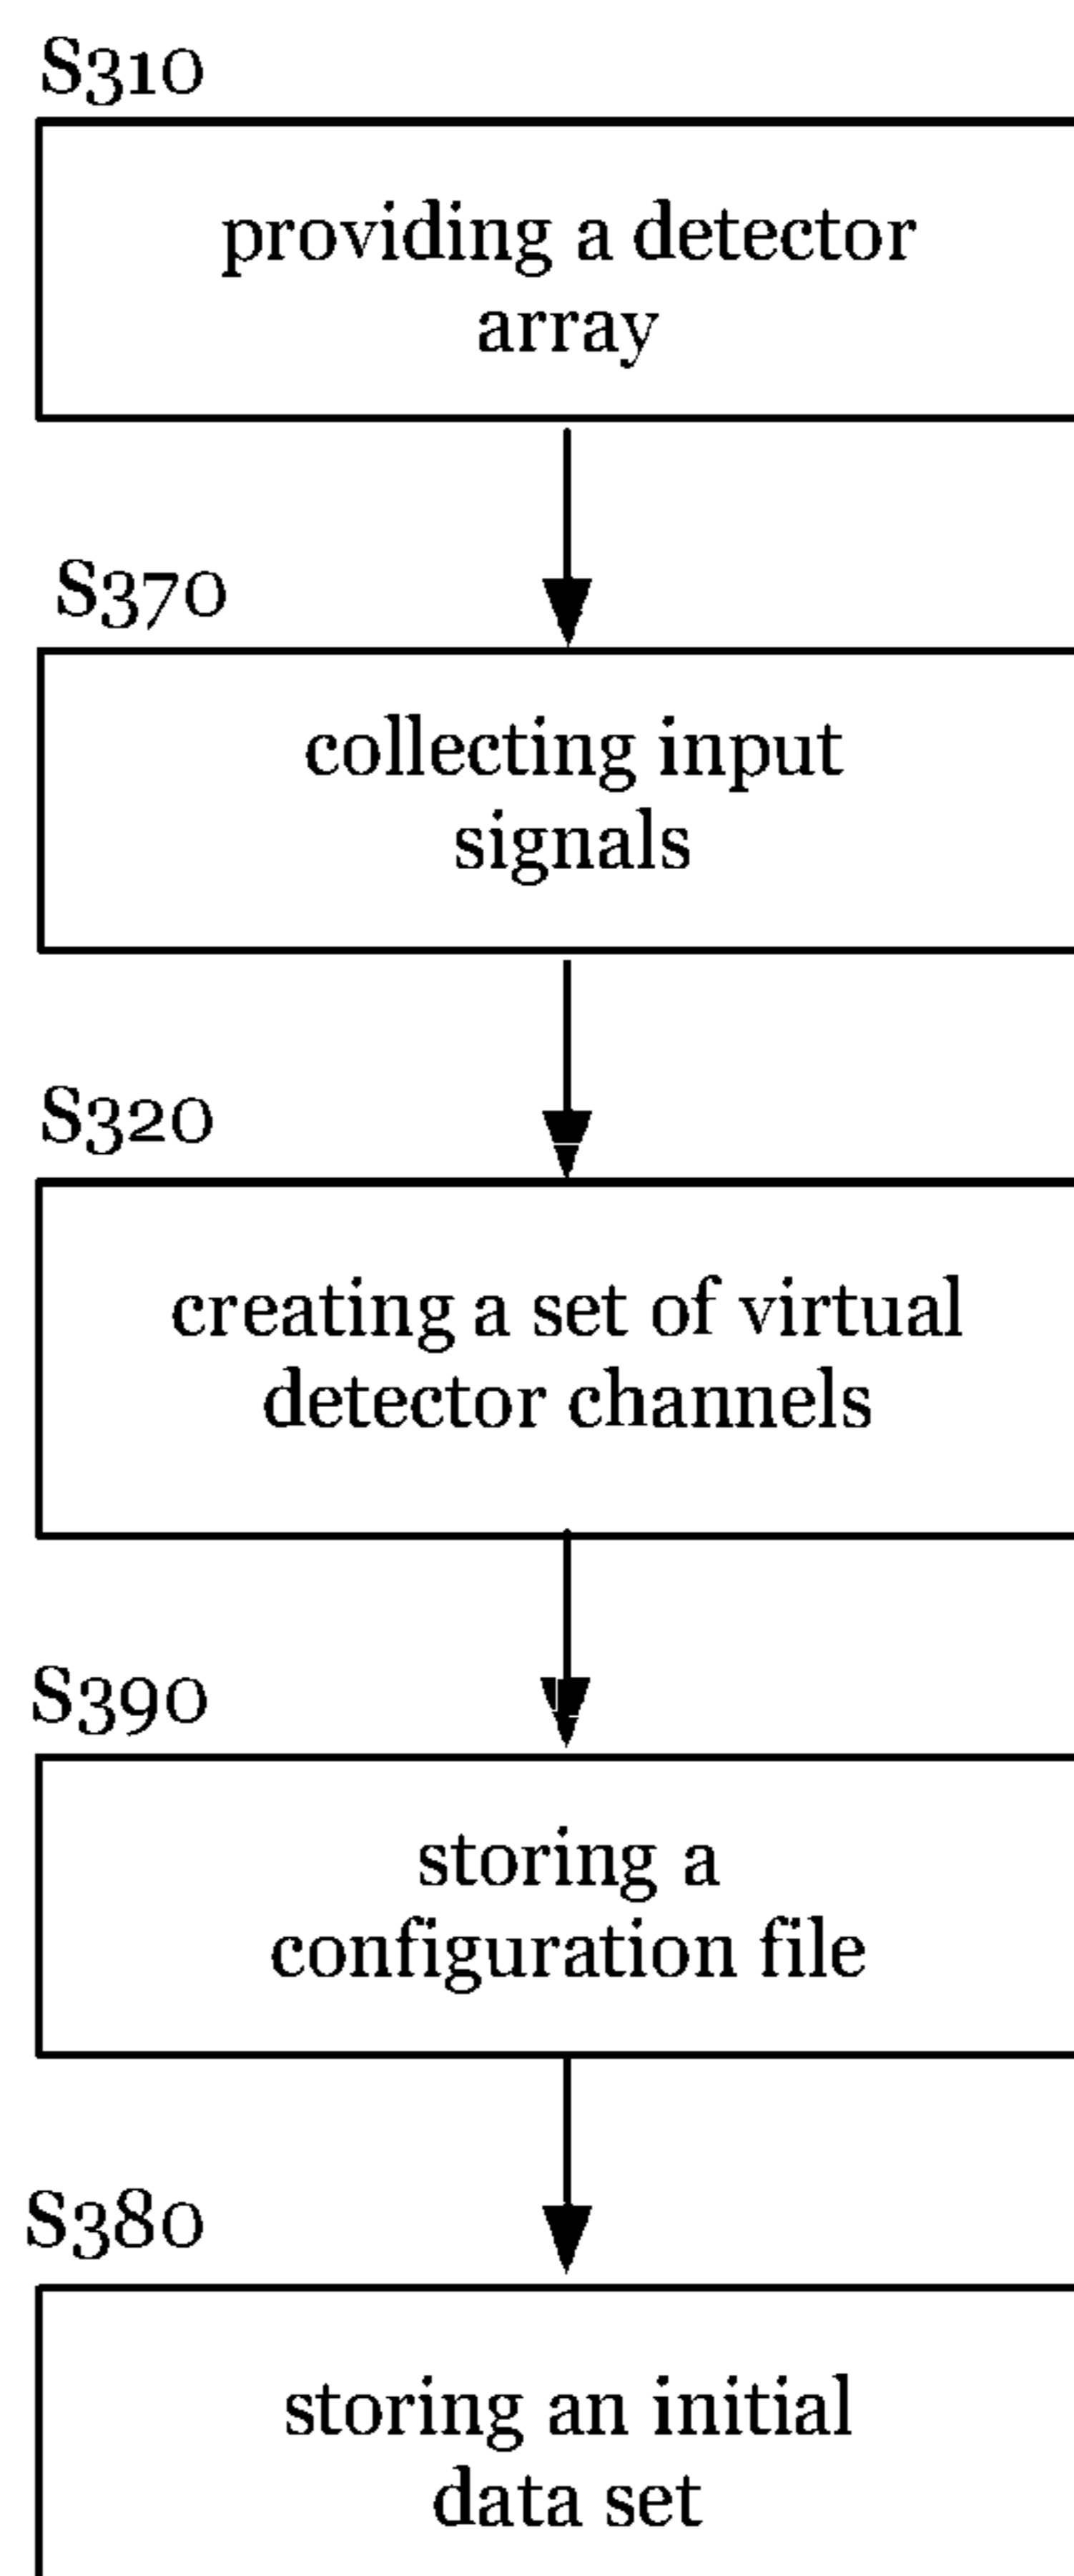 S310
providing a detector
array
S370
collecting input
signals
S320
creating a set of virtual
detector channels
S390
storing a
configuration file
S380
storing an initial
data set